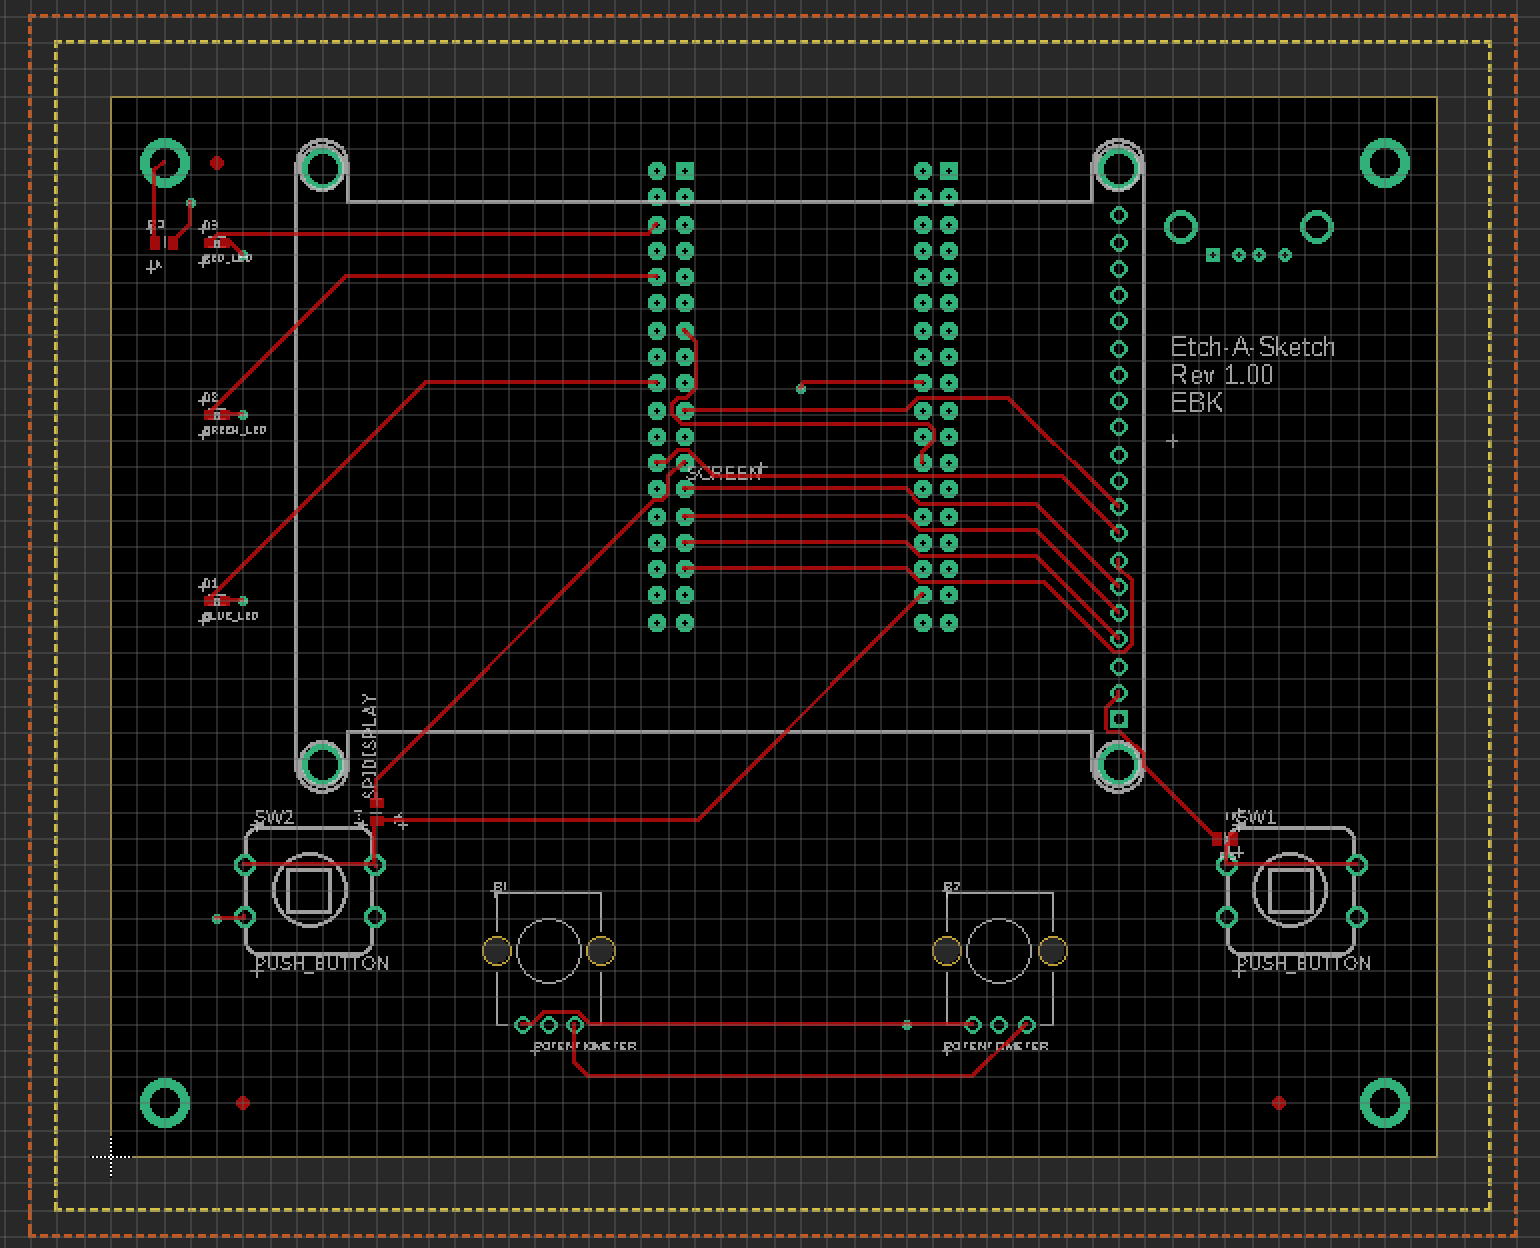 D3
RED_LED
Etch-A-Sketch
Rev 1.00
EBK
D2
GREEN_LED
SCREEN
D1
BLUE_LED
SPIDISPLAY
SW2
SW1
R1
R2
PUSH_BUTTON
PUSH_BUTTON
POTENTIOMETER
POTENTIOMETER